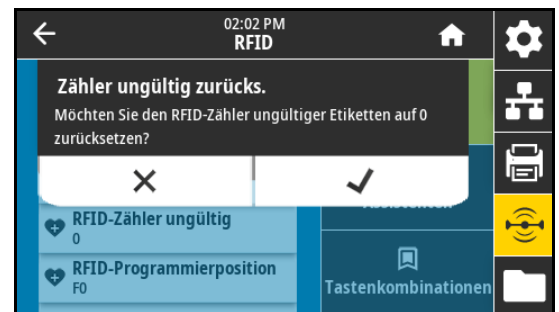 02:02 PM
RFID
Zähler ungültig zurücks.
Möchten Sie den RFID-Zähler ungültiger Etiketten auf 0
zurücksetzen?
RFID-Zähler ungültig
0
RFID-Programmierposition
F0
Tastenkombinationen